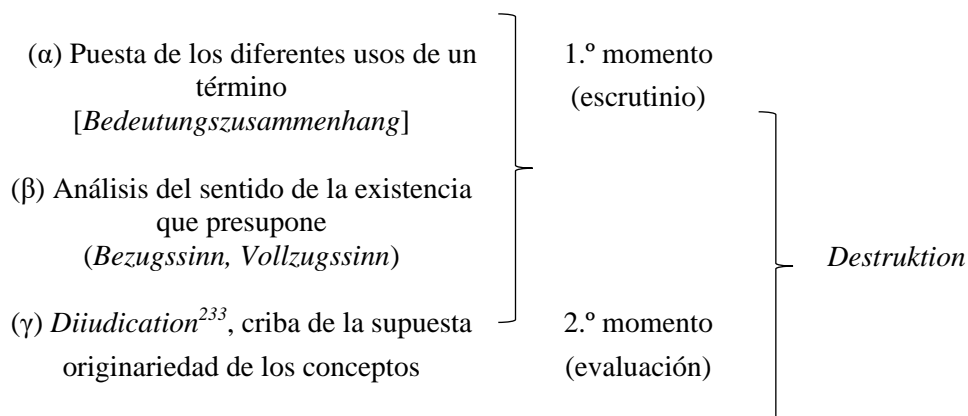 (α) Puesta de los diferentes usos de un
término
[Bedeutungszusammenhang]
1.º momento
(escrutinio)
(β) Análisis del sentido de la existencia
que presupone
(Bezugssinn, Vollzugssinn)
Destruktion
(γ) Diiudication233, criba de la supuesta
originariedad de los conceptos
2.º momento
(evaluación)